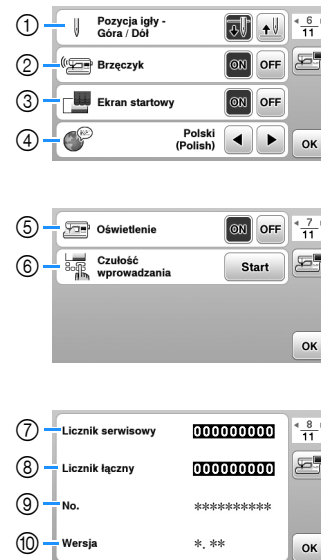 ① Pozycja igły - Góra / Dół
6
11
② Brzęczyk ON OFF
③ Ekran startowy ON OFF
④ Polski (Polish) OK
⑤ Oświetlenie ON OFF
7
11
⑥ Czułość wprowadzania Start
OK
⑦ Licznik serwisowy 000000000
8
11
⑧ Licznik łączny 000000000
⑨ No. **********
⑩ Wersja *. ** OK